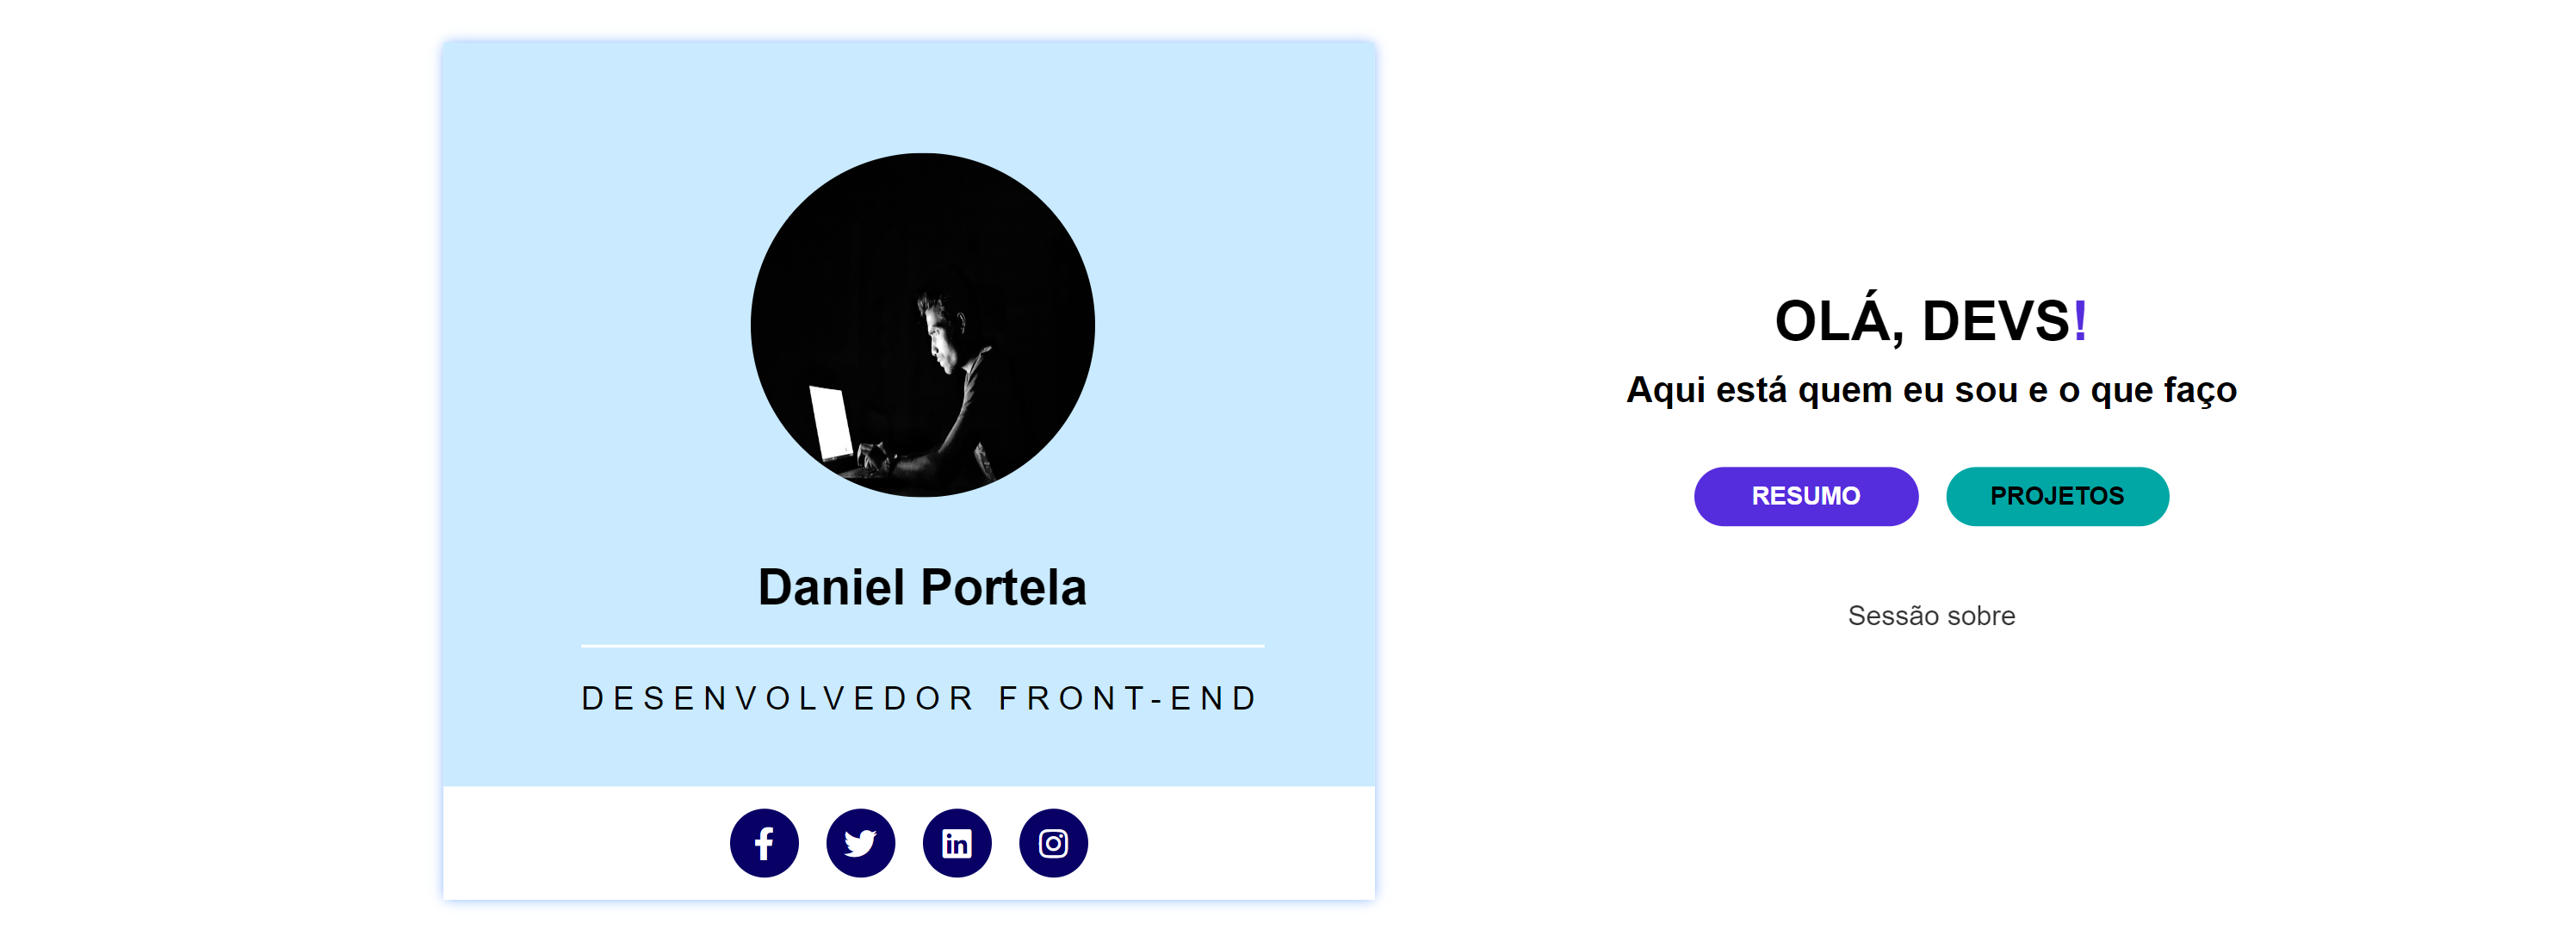 Daniel Portela
DESENVOLVEDOR FRONT-END
OLÁ, DEVS!
Aqui está quem eu sou e o que faço
RESUMO
PROJETOS
Sessão sobre